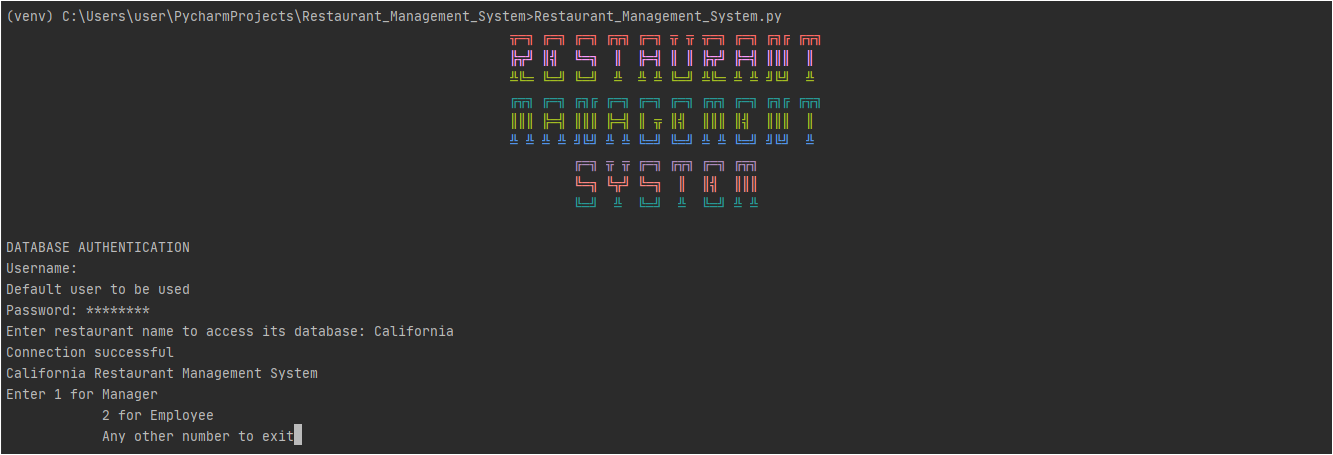 (venv) C:\Users\user\PycharmProjects\Restaurant_Management_System>Restaurant_Management_System.py
RESTAURANT
MANAGEMENT
SYSTEM
DATABASE AUTHENTICATION
Username:
Default user to be used
Password: ********
Enter restaurant name to access its database: California
Connection successful
California Restaurant Management System
Enter 1 for Manager
2 for Employee
Any other number to exit